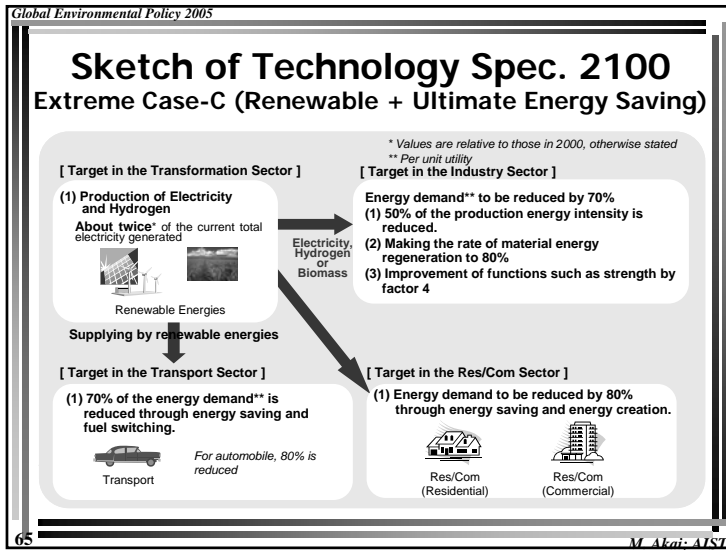 Global Environmental Policy 2005
Sketch of Technology Spec. 2100
Extreme Case-C (Renewable + Ultimate Energy Saving)
* Values are relative to those in 2000, otherwise stated
** Per unit utility
[ Target in the Transformation Sector ]
(1) Production of Electricity
and Hydrogen
About twice* of the current total
electricity generated
Renewable Energies
Electricity,
Hydrogen
or
Biomass
[ Target in the Industry Sector ]
Energy demand** to be reduced by 70%
(1) 50% of the production energy intensity is
reduced.
(2) Making the rate of material energy
regeneration to 80%
(3) Improvement of functions such as strength by
factor 4
Supplying by renewable energies
[ Target in the Transport Sector ]
(1) 70% of the energy demand** is
reduced through energy saving and
fuel switching.
For automobile, 80% is
reduced
Transport
[ Target in the Res/Com Sector ]
(1) Energy demand to be reduced by 80%
through energy saving and energy creation.
Res/Com
(Residential)
Res/Com
(Commercial)
65
M. Akai; AIST